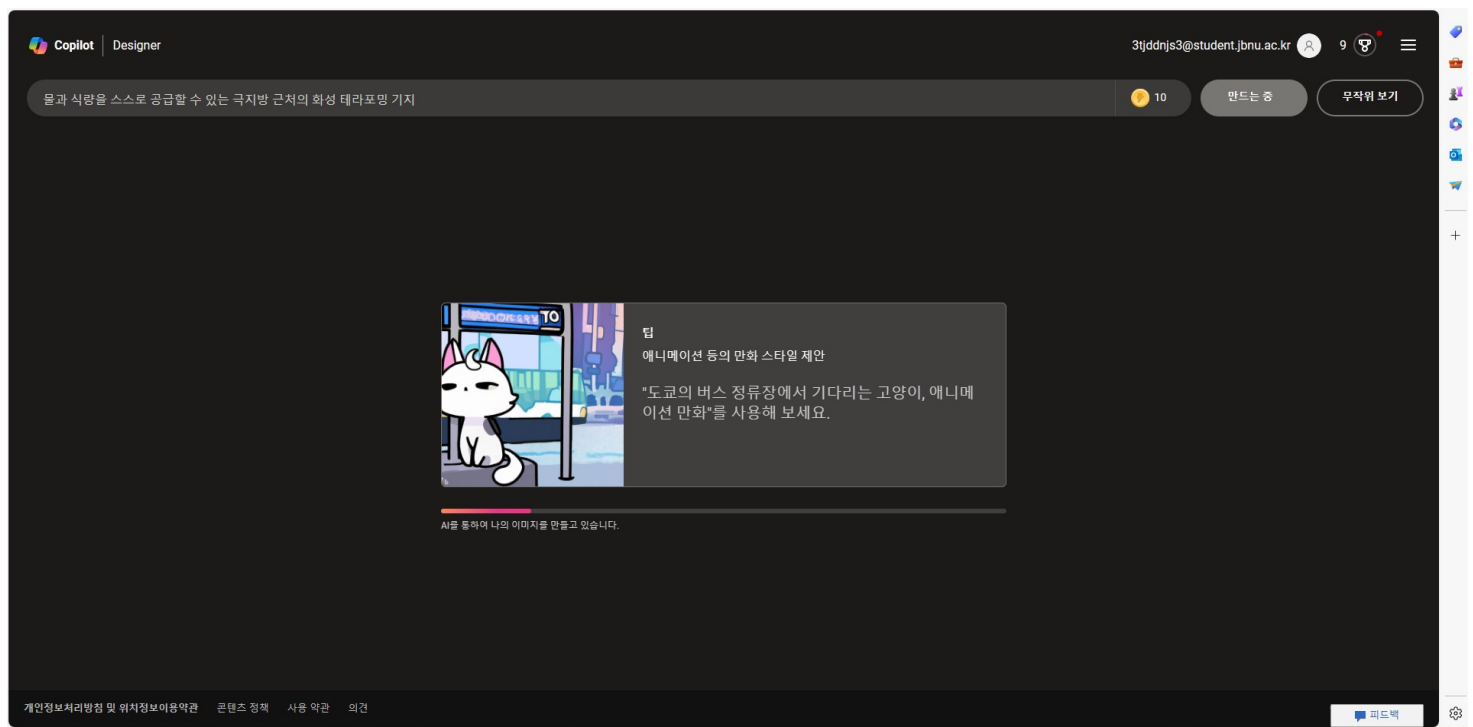 Copilot
Designer
3tjddnjs3@student.jbnu.ac.kr
9
물과 식량을 스스로 공급할 수 있는 극지방 근처의 화성 테라포밍 기지
10
만드는 중
무작위 보기
TO
팁
애니메이션 등의 만화 스타일 제안
"도쿄의 버스 정류장에서 기다리는 고양이, 애니메
이션 만화"를 사용해 보세요.
AI를 통하여 나의 이미지를 만들고 있습니다.
개인정보처리방침 및 위치정보이용약관
콘텐츠 정책
사용 약관
의견
피드백